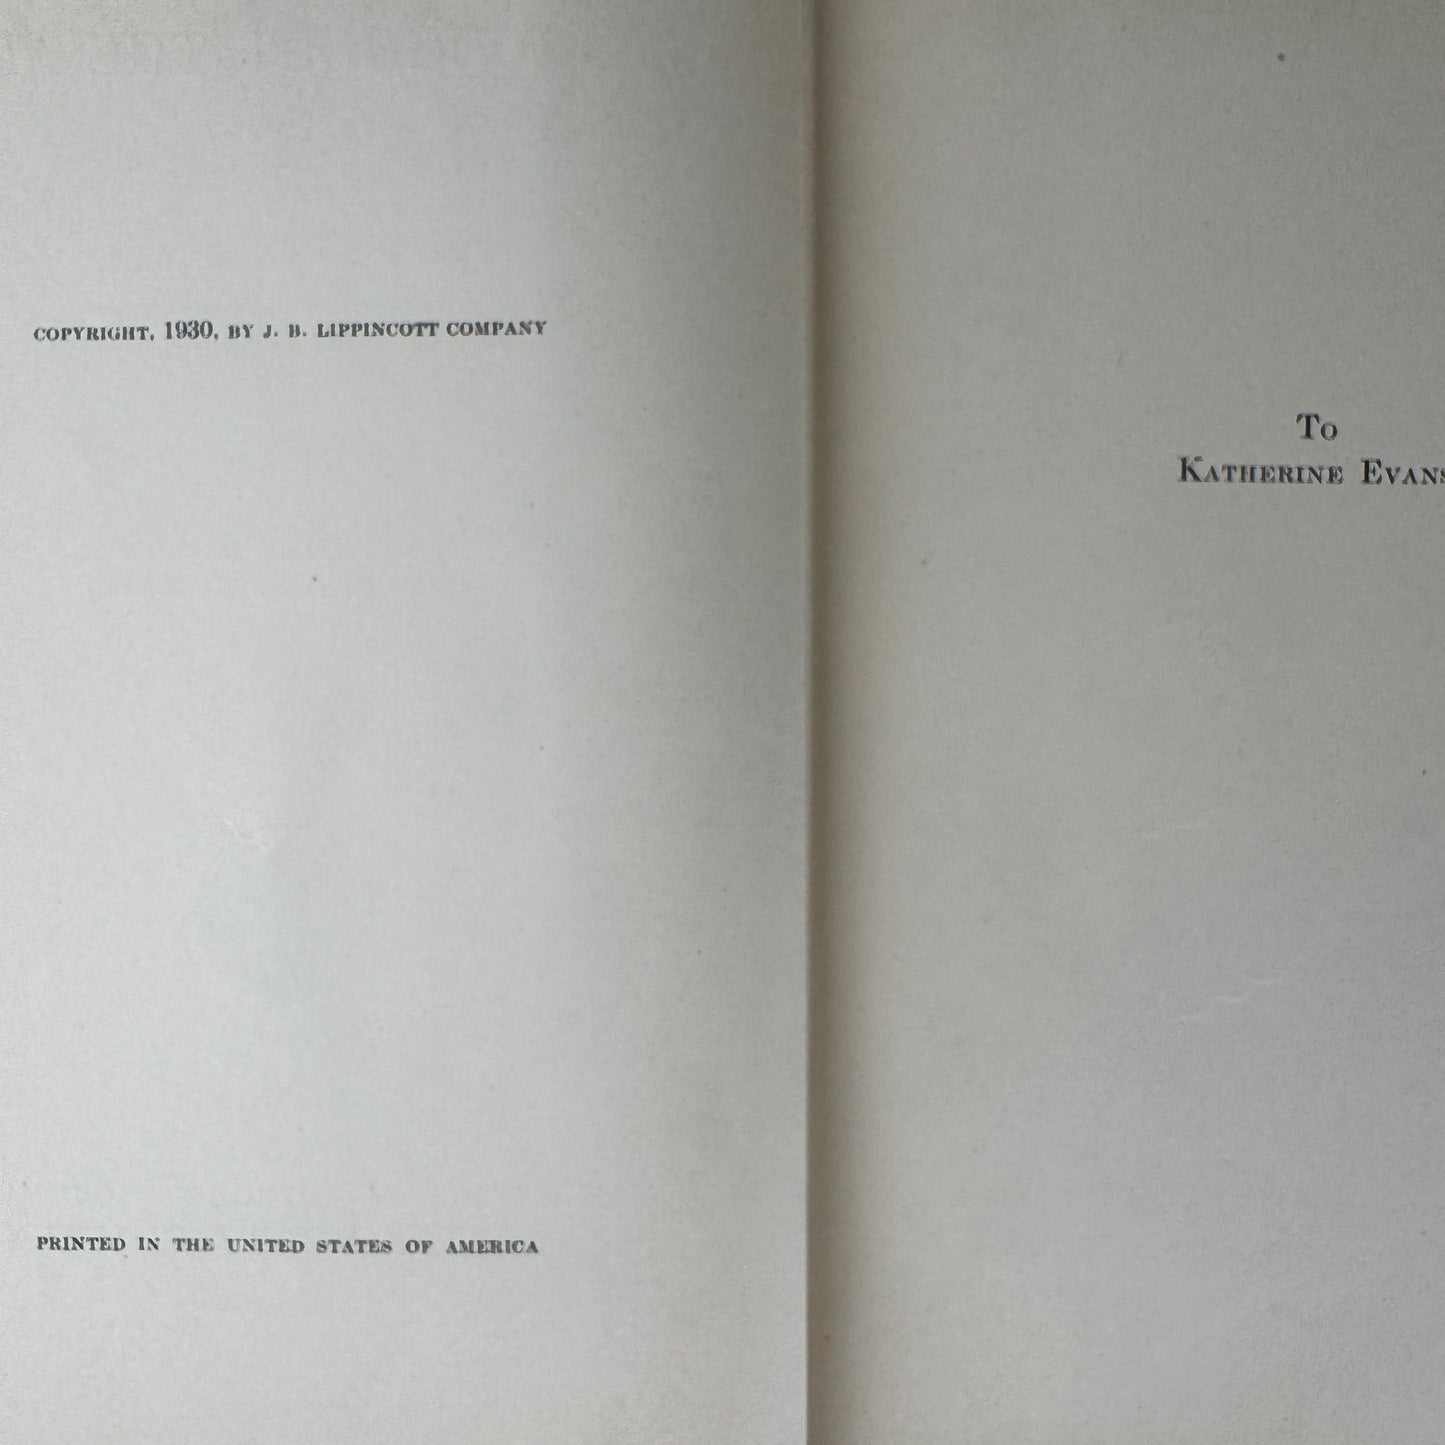 COPYRIGHT, 1930, BY J. B. LIPPINCOTT COMPANY
PRINTED IN THE UNITED STATES OF AMERICA
To
KATHERINE EVANS